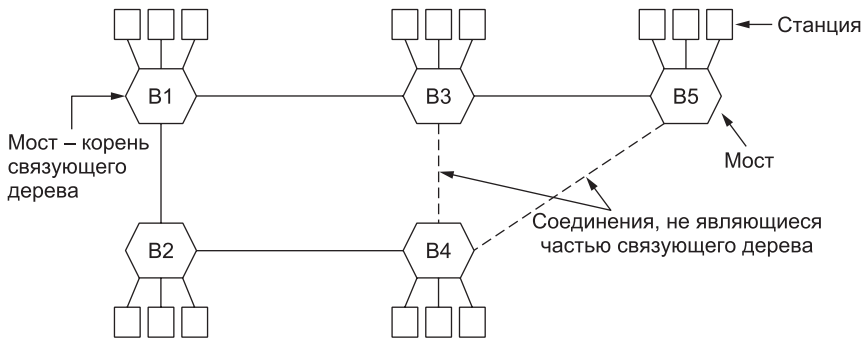 Станция
B1
B3
B5
Мост – корень
связующего
дерева
Мост
Соединения, не являющиеся
частью связующего дерева
B2
B4